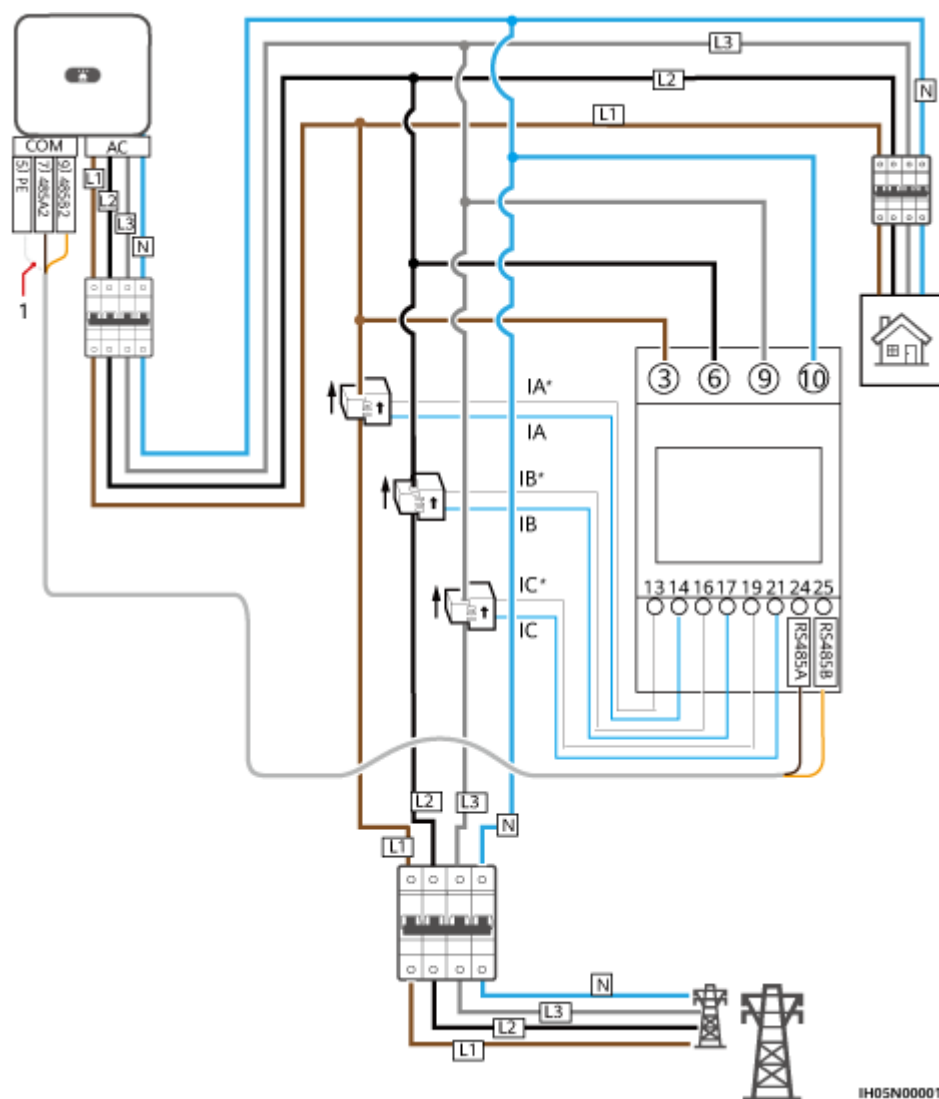 L3
L2
N
L1
COM
AC
5] PE
7] 485A2
9] 485B2
L1
L2
L3
N
1
3
6
9
10
IA*
IA
IB*
IB
IC*
IC
13 14 16 17 19 21 24 25
RS485A
RS485B
L2
L3
N
L1
N
L3
L2
L1
IH05N00001